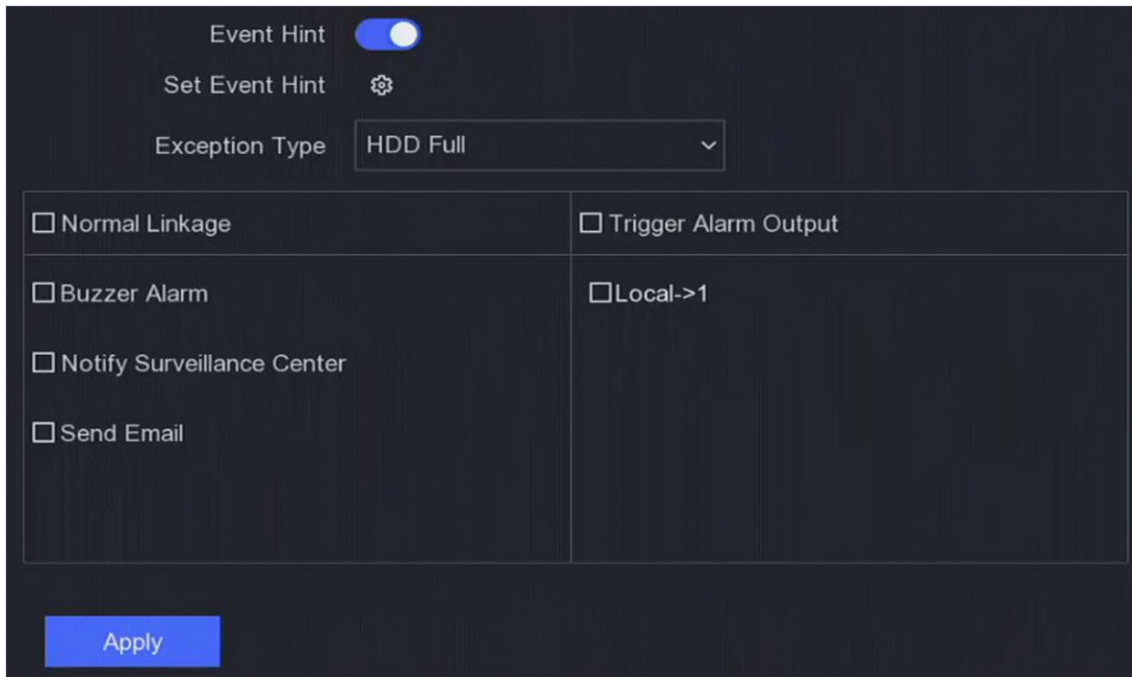 Event Hint
Set Event Hint
Exception Type HDD Full
Normal Linkage Trigger Alarm Output
Buzzer Alarm Local->1
Notify Surveillance Center
Send Email
Apply